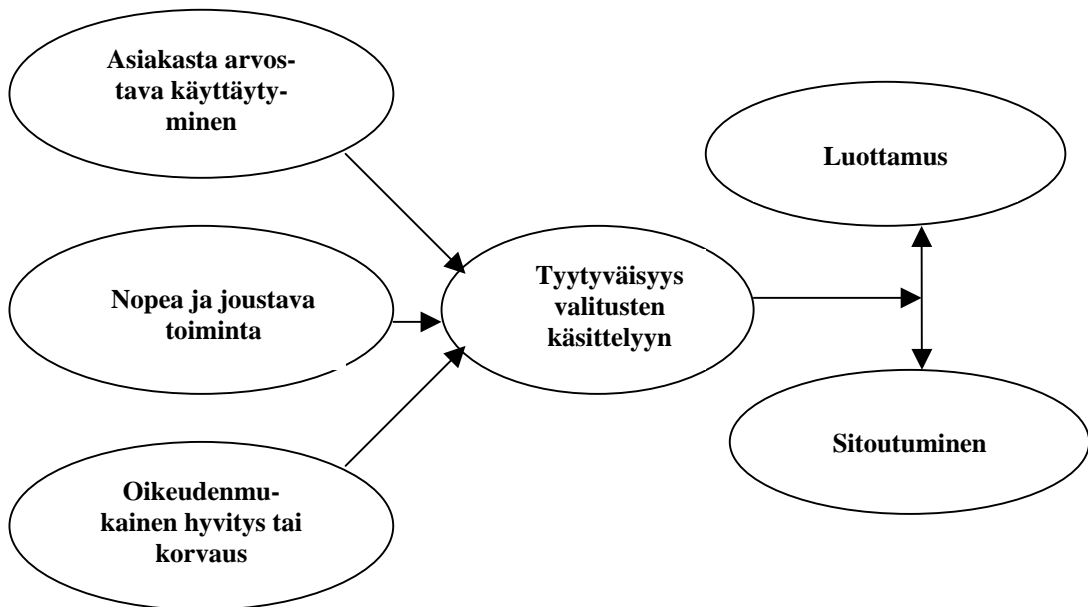 Asiakasta arvos-
tava käyttäyty-
minen
Nopea ja joustava
toiminta
Oikeudenmu-
kainen hyvitys tai
korvaus
Tyytyväisyys
valitusten
käsittelyyn
Luottamus
Sitoutuminen